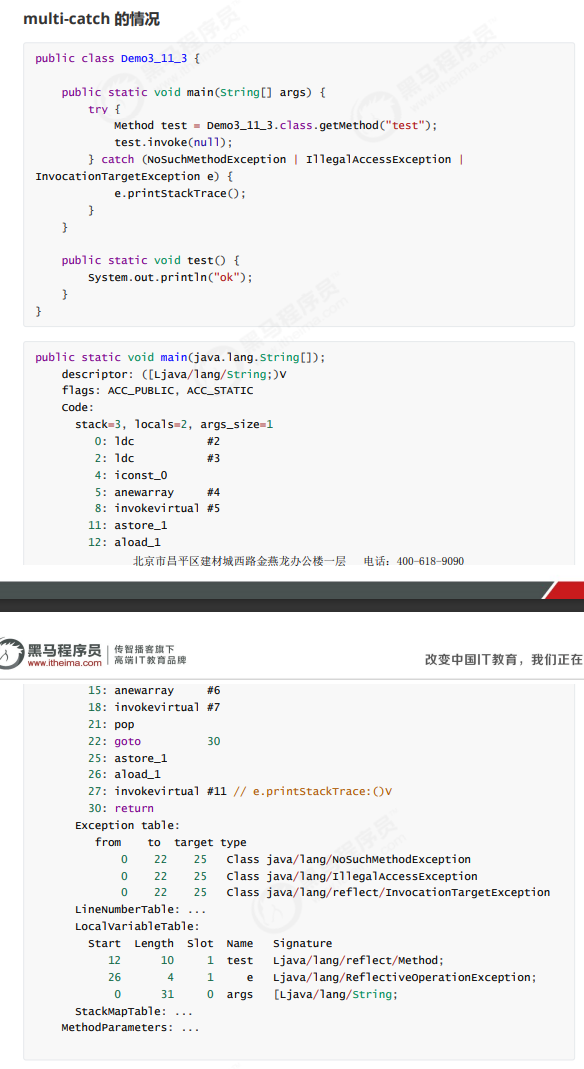 multi-catch 的情况
public class Demo3_11_3 {
public static void main(String[] args) {
try {
Method test = Demo3_11_3.class.getMethod("test");
test.invoke(null);
} catch (NoSuchMethodException | IllegalAccessException |
InvocationTargetException e) {
e.printStackTrace();
}
}
public static void test() {
System.out.println("ok");
}
}
public static void main(java.lang.String[]);
descriptor: ([Ljava/lang/String;)V
flags: ACC_PUBLIC, ACC_STATIC
Code:
stack=3, locals=2, args_size=1
0: ldc #2
2: ldc #3
4: iconst_0
5: anewarray #4
8: invokevirtual #5
11: astore_1
12: aload_1
北京市昌平区建材城西路金燕龙办公楼一层 电话：400-618-9090
黑马程序员
www.itheima.com
传智播客旗下
高端IT教育品牌
改变中国IT教育，我们正在
15: anewarray #6
18: invokevirtual #7
21: pop
22: goto 30
25: astore_1
26: aload_1
27: invokevirtual #11 // e.printStackTrace:()V
30: return
Exception table:
from to target type
0 22 25 Class java/lang/NoSuchMethodException
0 22 25 Class java/lang/IllegalAccessException
0 22 25 Class java/lang/reflect/InvocationTargetException
LineNumberTable: ...
LocalVariableTable:
Start Length Slot Name Signature
12 10 1 test Ljava/lang/reflect/Method;
26 4 1 e Ljava/lang/ReflectiveOperationException;
0 31 0 args [Ljava/lang/String;
StackMapTable: ...
MethodParameters: ...